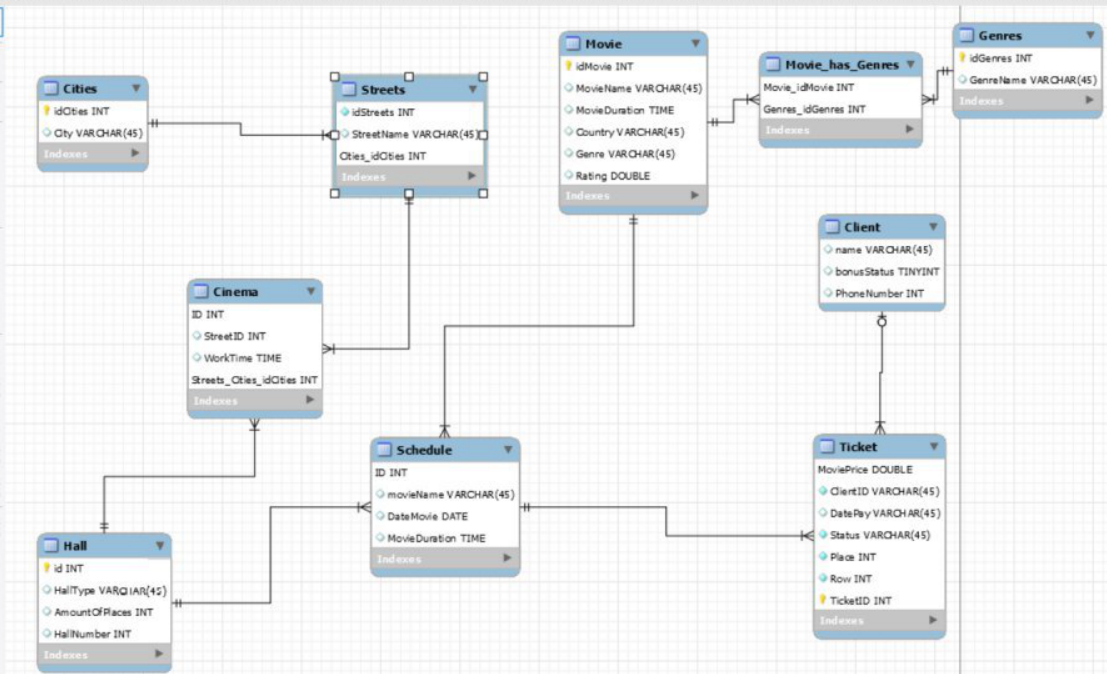 Cities
idCities INT
City VARCHAR(45)
Indexes
Streets
idStreets INT
StreetName VARCHAR(45)
Cities_idCities INT
Indexes
Movie
idMovie INT
MovieName VARCHAR(45)
MovieDuration TIME
Country VARCHAR(45)
Genre VARCHAR(45)
Rating DOUBLE
Indexes
Movie_has_Genres
Movie_idMovie INT
Genres_idGenres INT
Indexes
Genres
idGenres INT
GenreName VARCHAR(45)
Indexes
Client
name VARCHAR(45)
bonusStatus TINYINT
PhoneNumber INT
Cinema
ID INT
StreetID INT
WorkTime TIME
Streets_Cities_idCities INT
Indexes
Schedule
ID INT
movieName VARCHAR(45)
DateMovie DATE
MovieDuration TIME
Indexes
Ticket
MoviePrice DOUBLE
ClientID VARCHAR(45)
DatePay VARCHAR(45)
Status VARCHAR(45)
Place INT
Row INT
TicketID INT
Indexes
Hall
id INT
HallType VARCHAR(45)
AmountOfPlaces INT
HallNumber INT
Indexes